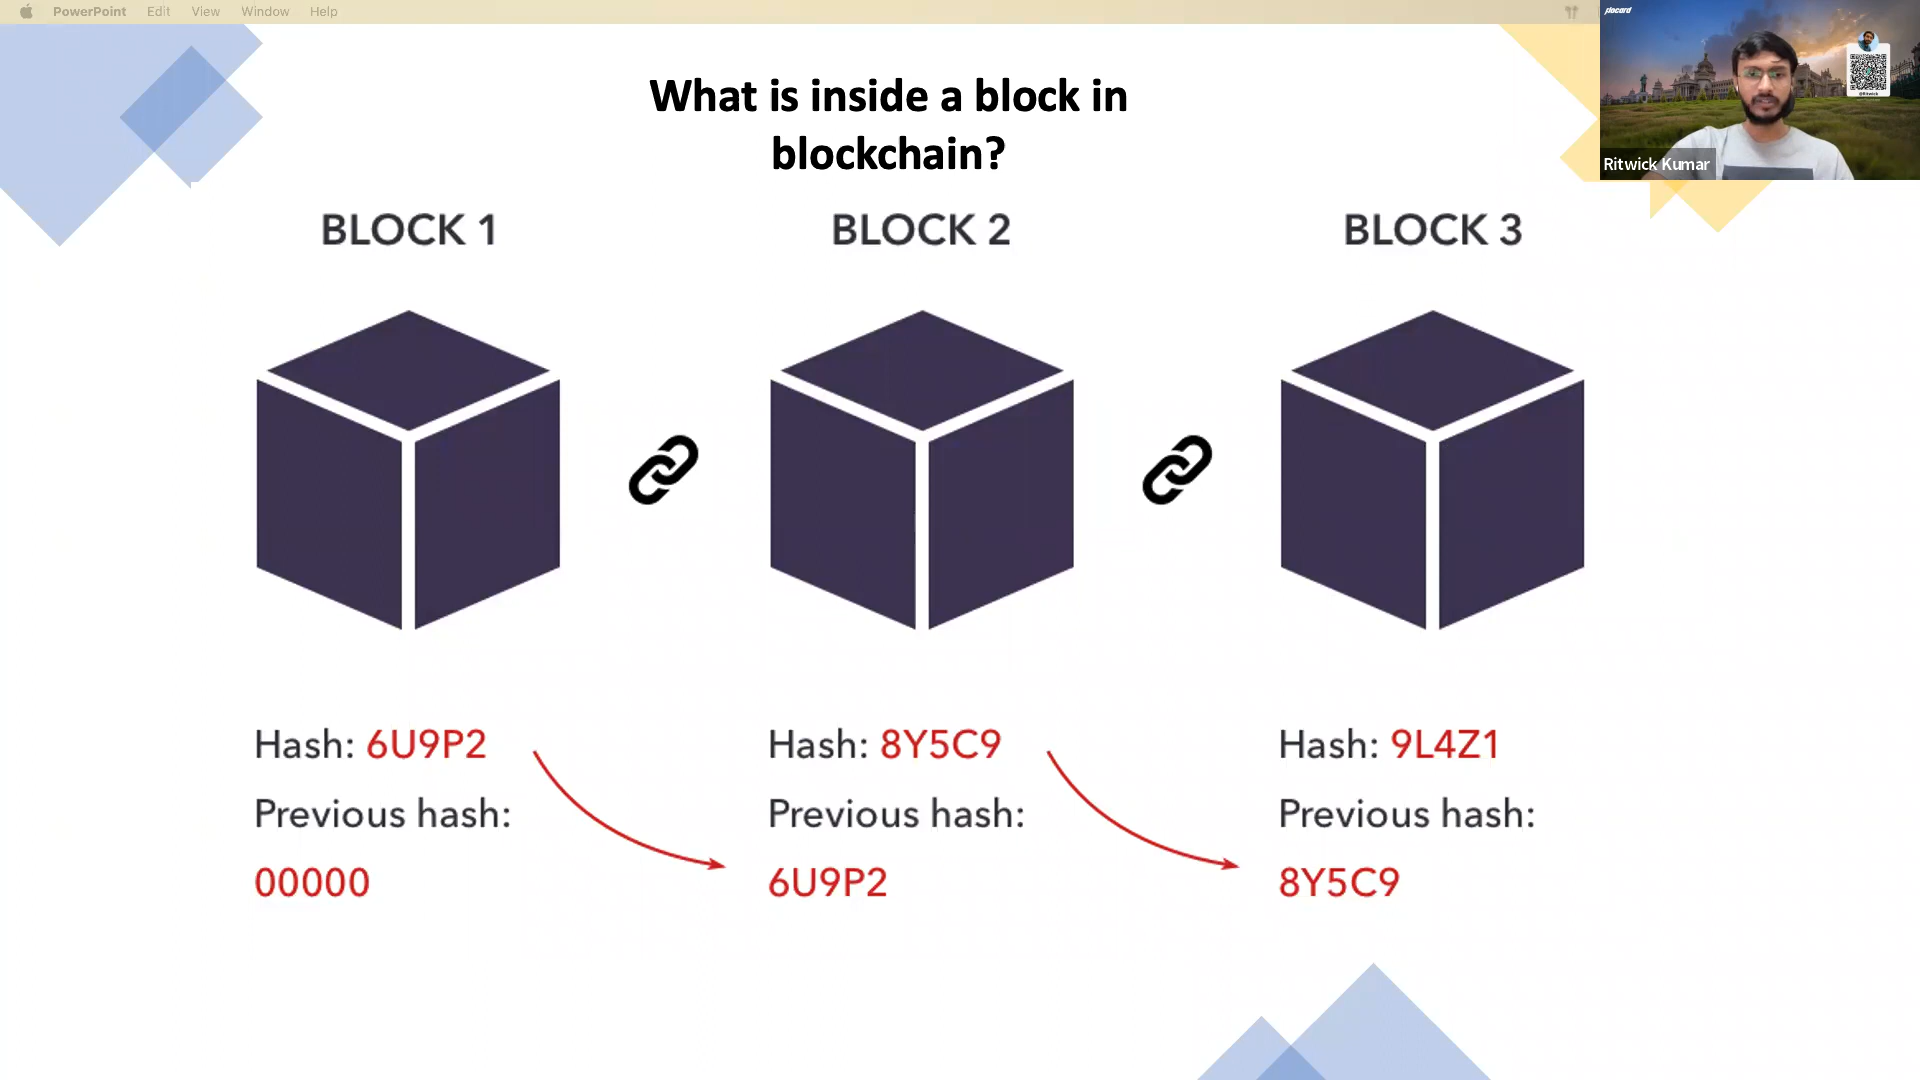 PowerPoint Edit View Window Help
What is inside a block in
blockchain?
BLOCK 1
BLOCK 2
BLOCK 3
Hash: 6U9P2
Previous hash:
00000
Hash: 8Y5C9
Previous hash:
6U9P2
Hash: 9L4Z1
Previous hash:
8Y5C9
Ritwick Kumar